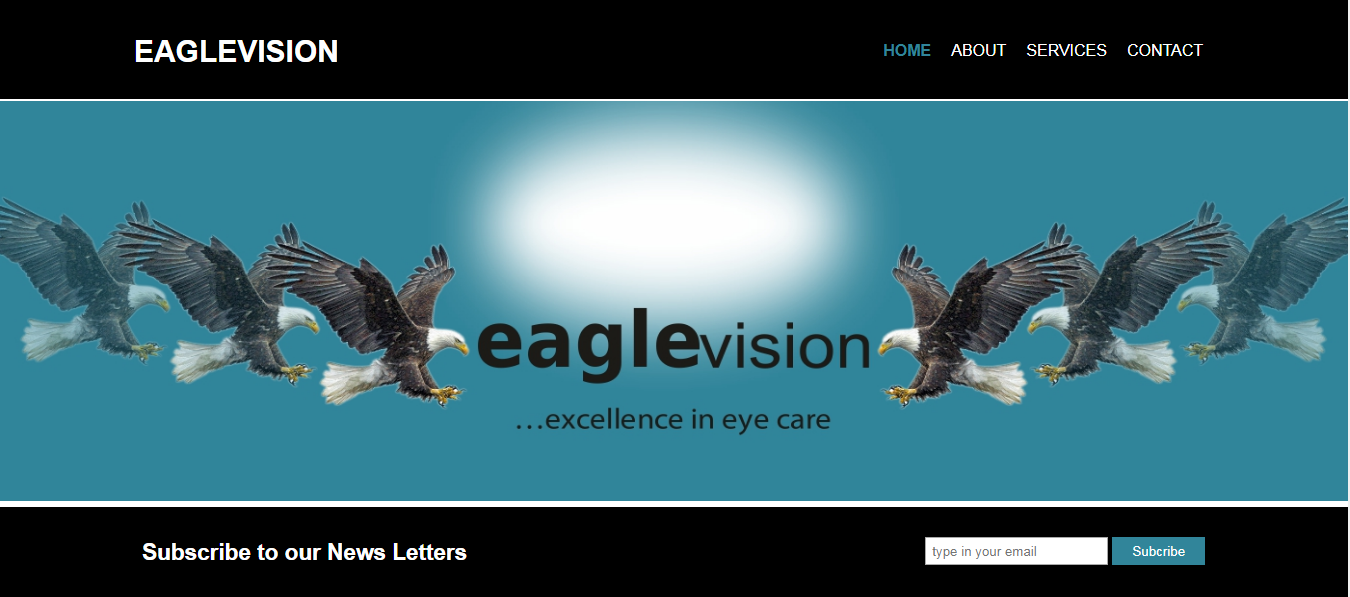 EAGLEVISION
HOME ABOUT SERVICES CONTACT
eaglevision
...excellence in eye care
Subscribe to our News Letters
type in your email
Subcribe